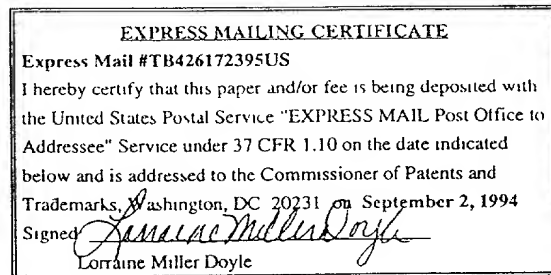 EXPRESS MAILING CERTIFICATE
Express Mail #TB426172395US
I hereby certify that this paper and/or fee is being deposited with
the United States Postal Service "EXPRESS MAIL Post Office to
Addressee" Service under 37 CFR 1.10 on the date indicated
below and is addressed to the Commissioner of Patents and
Trademarks, Washington, DC 20231 on September 2, 1994
Signed Lorraine Miller Doyle
Lorraine Miller Doyle